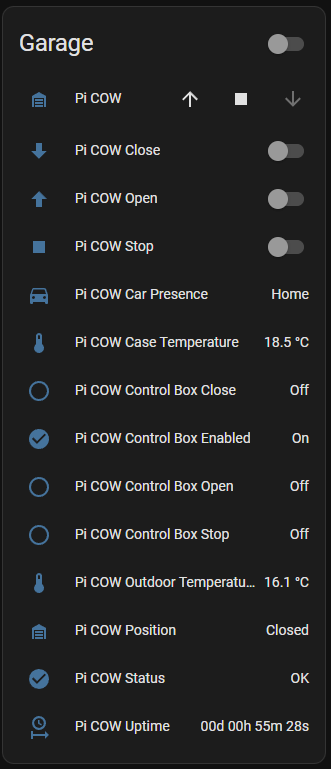 Garage
Pi COW
Pi COW Close
Pi COW Open
Pi COW Stop
Pi COW Car Presence Home
Pi COW Case Temperature 18.5 °C
Pi COW Control Box Close Off
Pi COW Control Box Enabled On
Pi COW Control Box Open Off
Pi COW Control Box Stop Off
Pi COW Outdoor Temperatu... 16.1 °C
Pi COW Position Closed
Pi COW Status OK
Pi COW Uptime 00d 00h 55m 28s